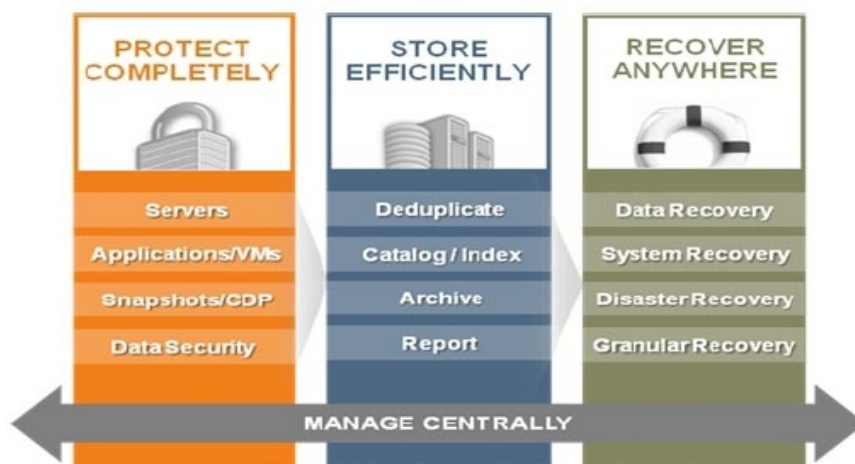 PROTECT
COMPLETELY
Servers
Applications/VMs
Snapshots/CDP
Data Security
STORE
EFFICIENTLY
Deduplicate
Catalog / Index
Archive
Report
RECOVER
ANYWHERE
Data Recovery
System Recovery
Disaster Recovery
Granular Recovery
MANAGE CENTRALLY